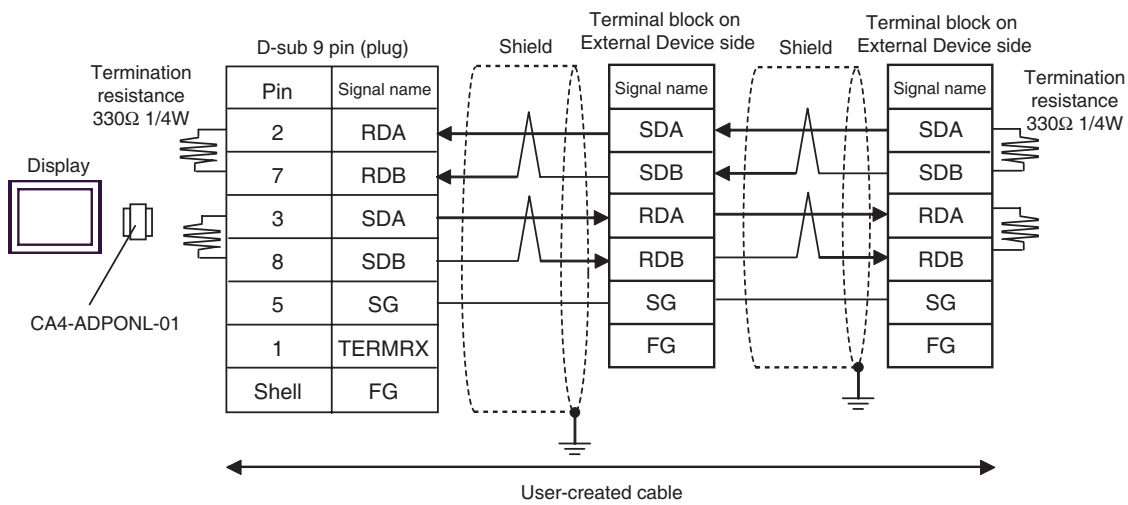 Terminal block on
External Device side
Terminal block on
External Device side
D-sub 9 pin (plug)
Shield
Shield
Termination
resistance
330Ω 1/4W
Termination
resistance
330Ω 1/4W
Pin Signal name Signal name Signal name
2 RDA SDA SDA
7 RDB SDB SDB
3 SDA RDA RDA
8 SDB RDB RDB
5 SG SG SG
1 TERMRX FG FG
Shell FG
Display
CA4-ADPONL-01
User-created cable